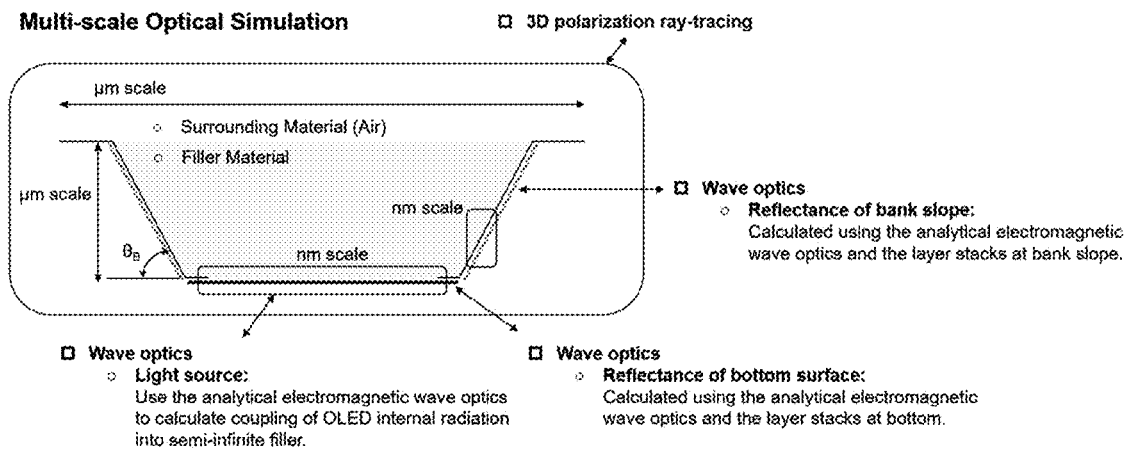 Multi-scale Optical Simulation
3D polarization ray-tracing
μm scale
Surrounding Material (Air)
Filler Material
μm scale
nm scale
θB
nm scale
Wave optics
Reflectance of bank slope:
Calculated using the analytical electromagnetic
wave optics and the layer stacks at bank slope.
Wave optics
Light source:
Use the analytical electromagnetic wave optics
to calculate coupling of OLED internal radiation
into semi-infinite filler.
Wave optics
Reflectance of bottom surface:
Calculated using the analytical electromagnetic
wave optics and the layer stacks at bottom.